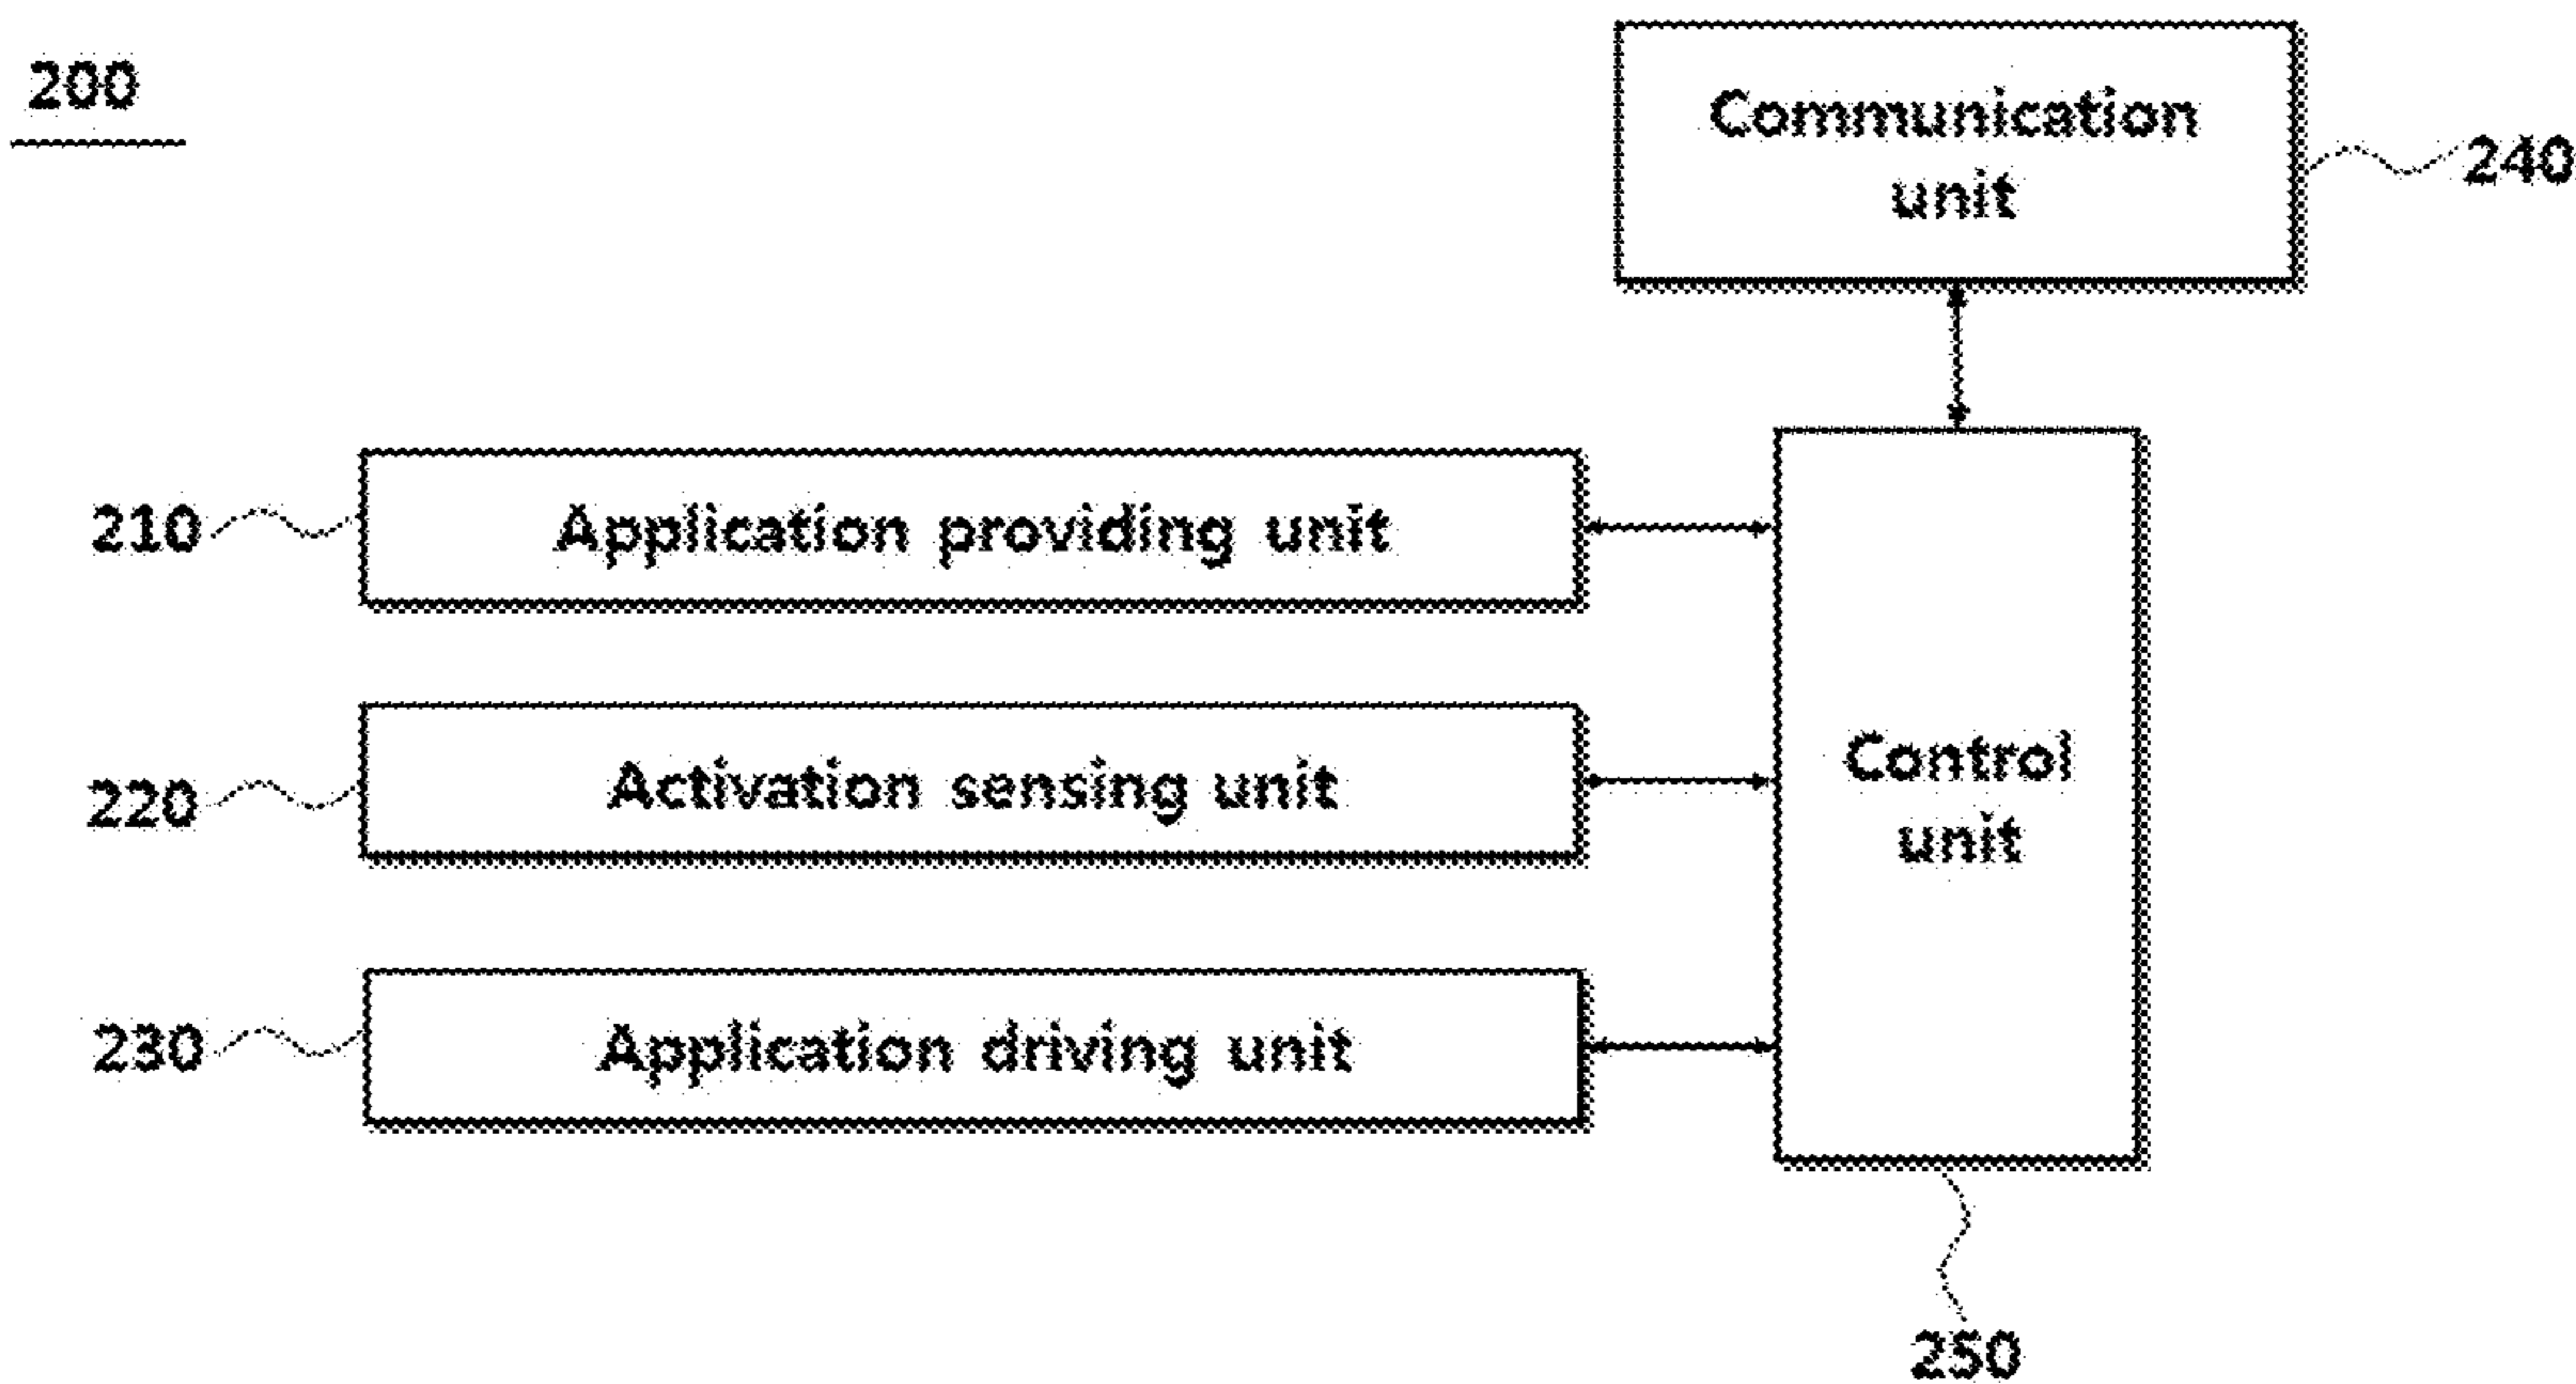 200
Communication
unit
240
210
Application providing unit
220
Activation sensing unit
Control
unit
230
Application driving unit
250